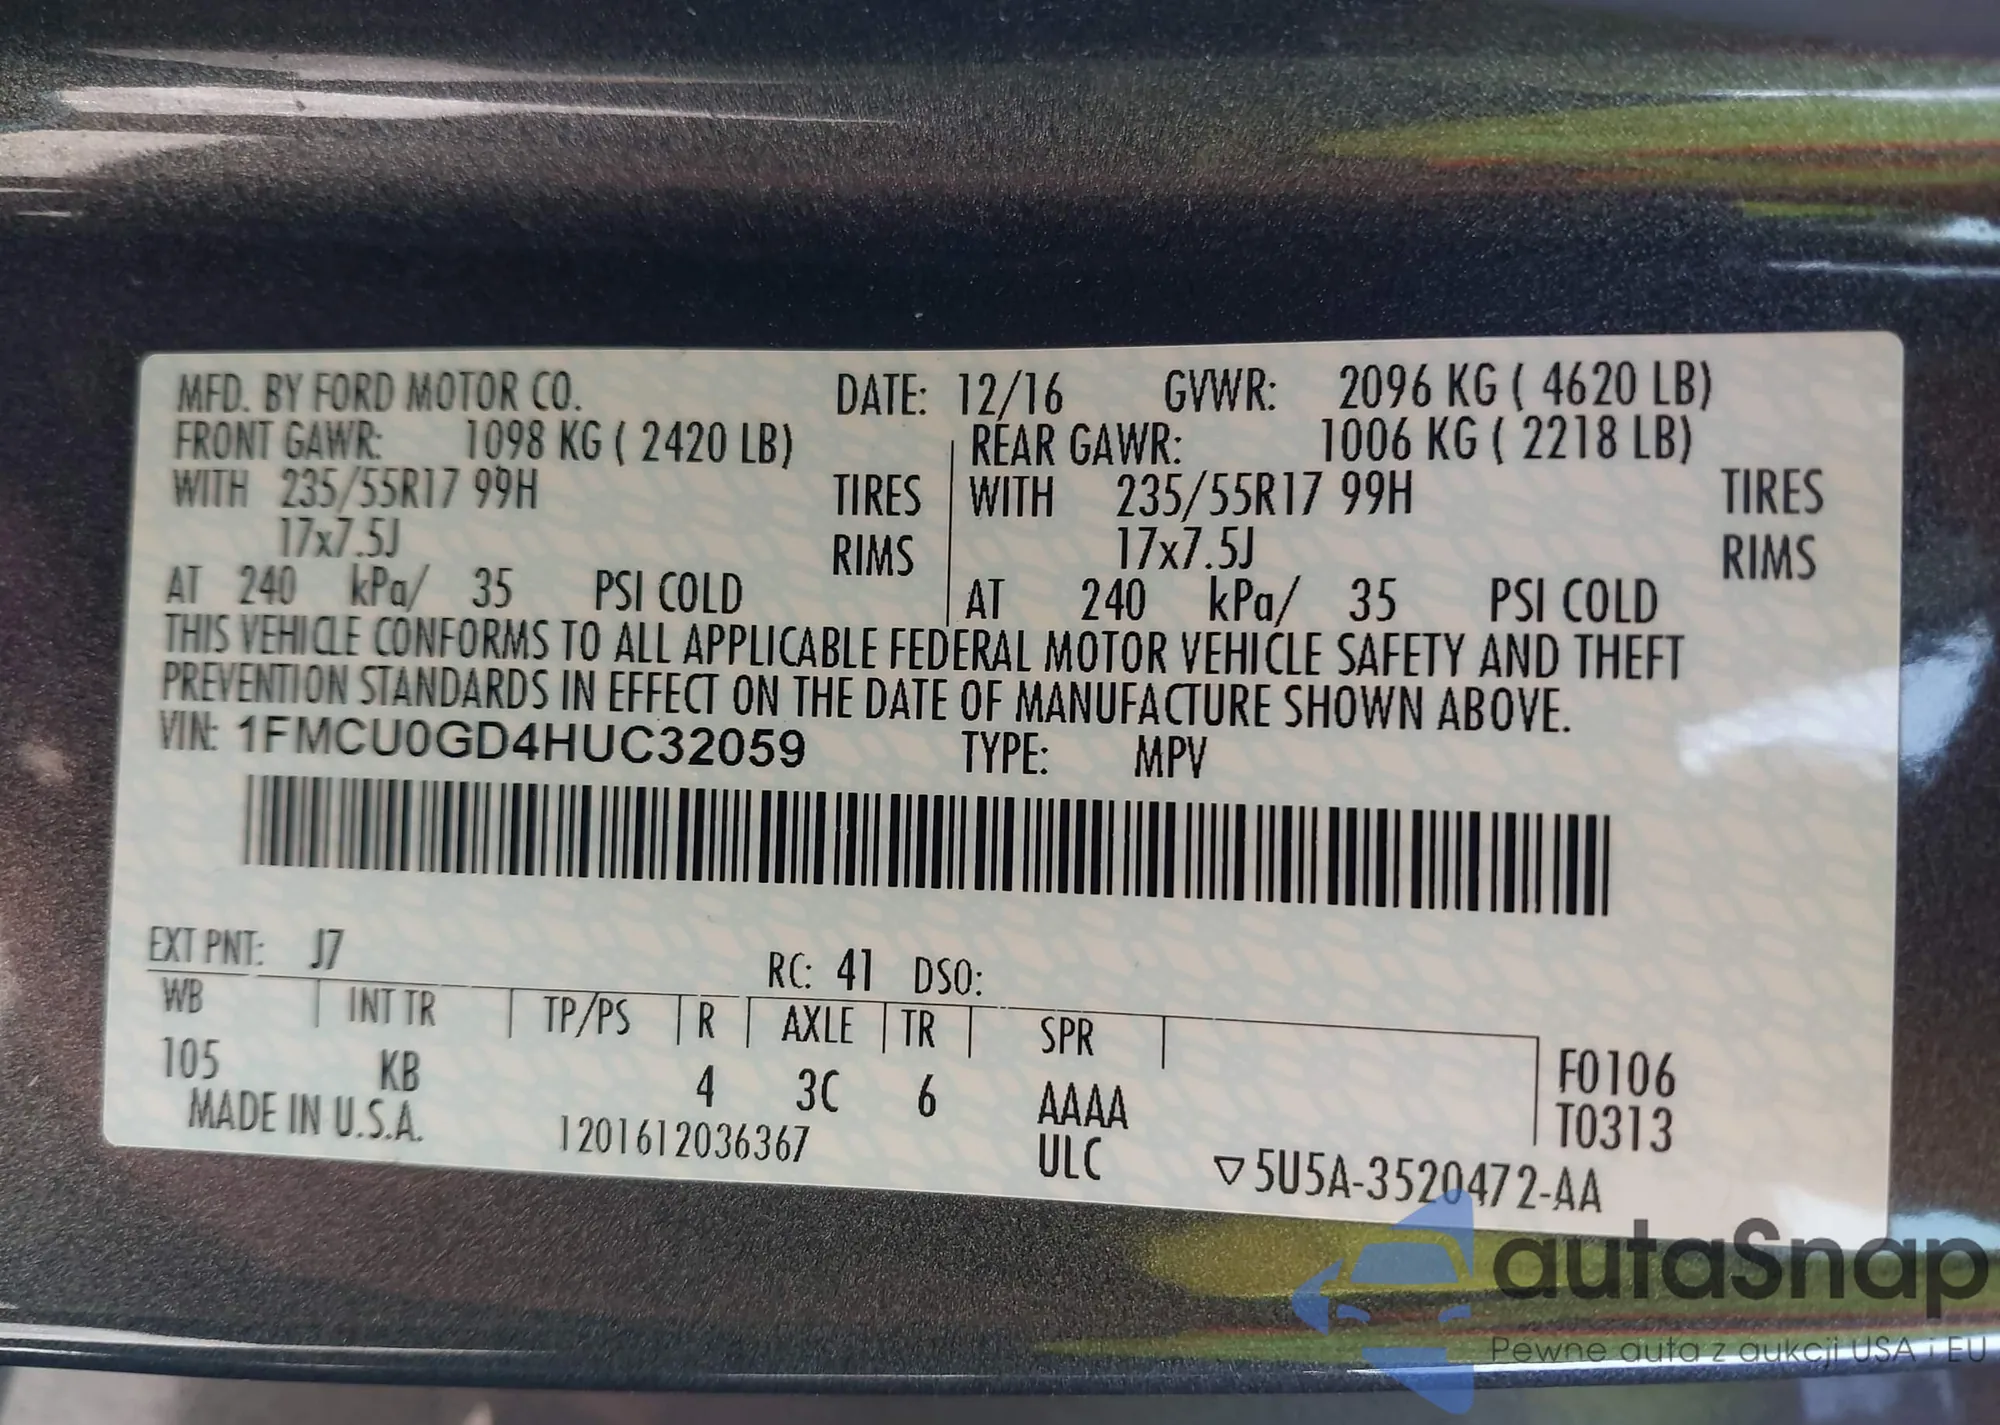 MFD. BY FORD MOTOR CO. DATE: 12/16 GVWR: 2096 KG ( 4620 LB)
FRONT GAWR: 1098 KG ( 2420 LB) REAR GAWR: 1006 KG ( 2218 LB)
WITH 235/55R17 99H TIRES WITH 235/55R17 99H TIRES
17x7.5J RIMS 17x7.5J RIMS
AT 240 kPa/ 35 PSI COLD AT 240 kPa/ 35 PSI COLD
THIS VEHICLE CONFORMS TO ALL APPLICABLE FEDERAL MOTOR VEHICLE SAFETY AND THEFT
PREVENTION STANDARDS IN EFFECT ON THE DATE OF MANUFACTURE SHOWN ABOVE.
VIN: 1FMCU0GD4HUC32059 TYPE: MPV
EXT PNT: J7 RC: 41 DSO:
WB INT TR TP/PS R AXLE TR SPR
105 KB 4 3C 6 AAAA F0106
MADE IN U.S.A. 1201612036367 ULC T0313
▽5U5A-3520472-AA
autaSnap
Pewne auta z aukcji USA i EU